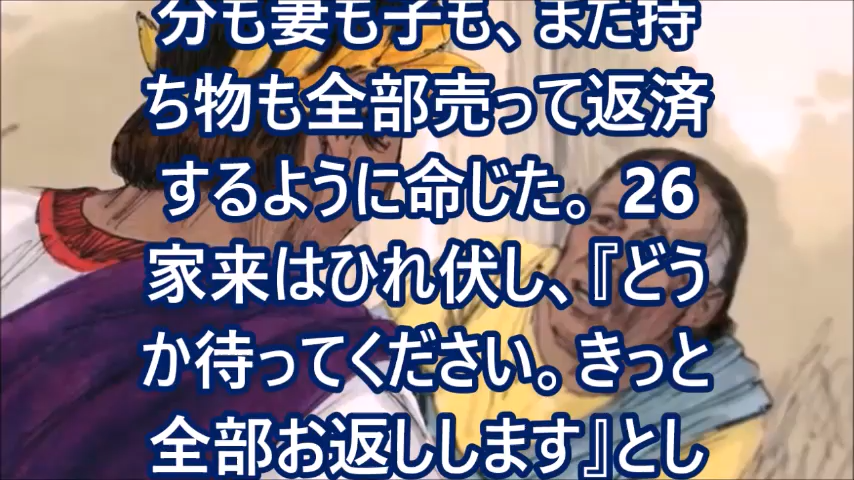 分も妻も子も、また持
ち物も全部売って返済
するように命じた。 26
家来はひれ伏し、『どう
か待ってください。きっと
全部お返しします』とし